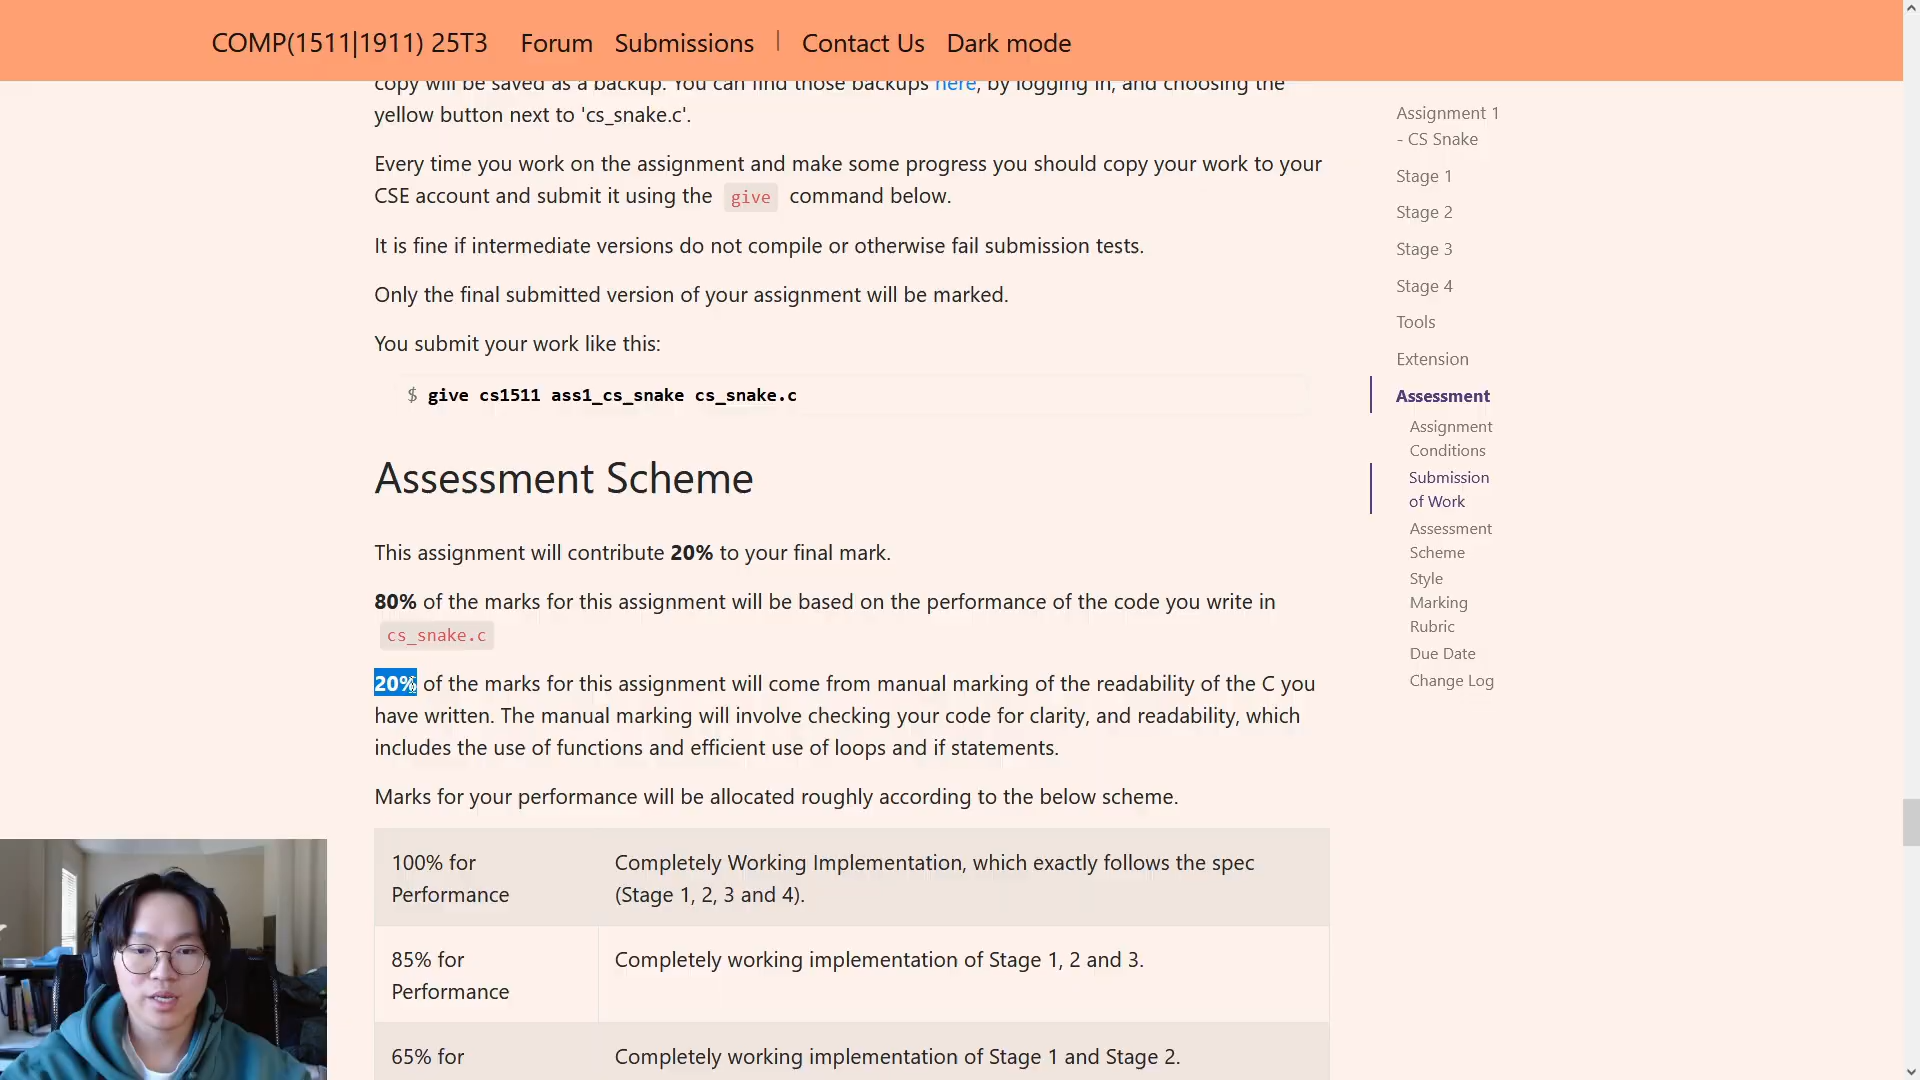 COMP(1511|1911) 25T3 Forum Submissions | Contact Us Dark mode
copy will be saved as a backup. You can find those backups here, by logging in, and choosing the
yellow button next to 'cs_snake.c'.
Every time you work on the assignment and make some progress you should copy your work to your
CSE account and submit it using the give command below.
It is fine if intermediate versions do not compile or otherwise fail submission tests.
Only the final submitted version of your assignment will be marked.
You submit your work like this:
$ give cs1511 ass1_cs_snake cs_snake.c
Assessment Scheme
This assignment will contribute 20% to your final mark.
80% of the marks for this assignment will be based on the performance of the code you write in
cs_snake.c
20% of the marks for this assignment will come from manual marking of the readability of the C you
have written. The manual marking will involve checking your code for clarity, and readability, which
includes the use of functions and efficient use of loops and if statements.
Marks for your performance will be allocated roughly according to the below scheme.
100% for
Performance
Completely Working Implementation, which exactly follows the spec
(Stage 1, 2, 3 and 4).
85% for
Performance
Completely working implementation of Stage 1, 2 and 3.
65% for
Completely working implementation of Stage 1 and Stage 2.
Assignment 1
- CS Snake
Stage 1
Stage 2
Stage 3
Stage 4
Tools
Extension
Assessment
Assignment
Conditions
Submission
of Work
Assessment
Scheme
Style
Marking
Rubric
Due Date
Change Log